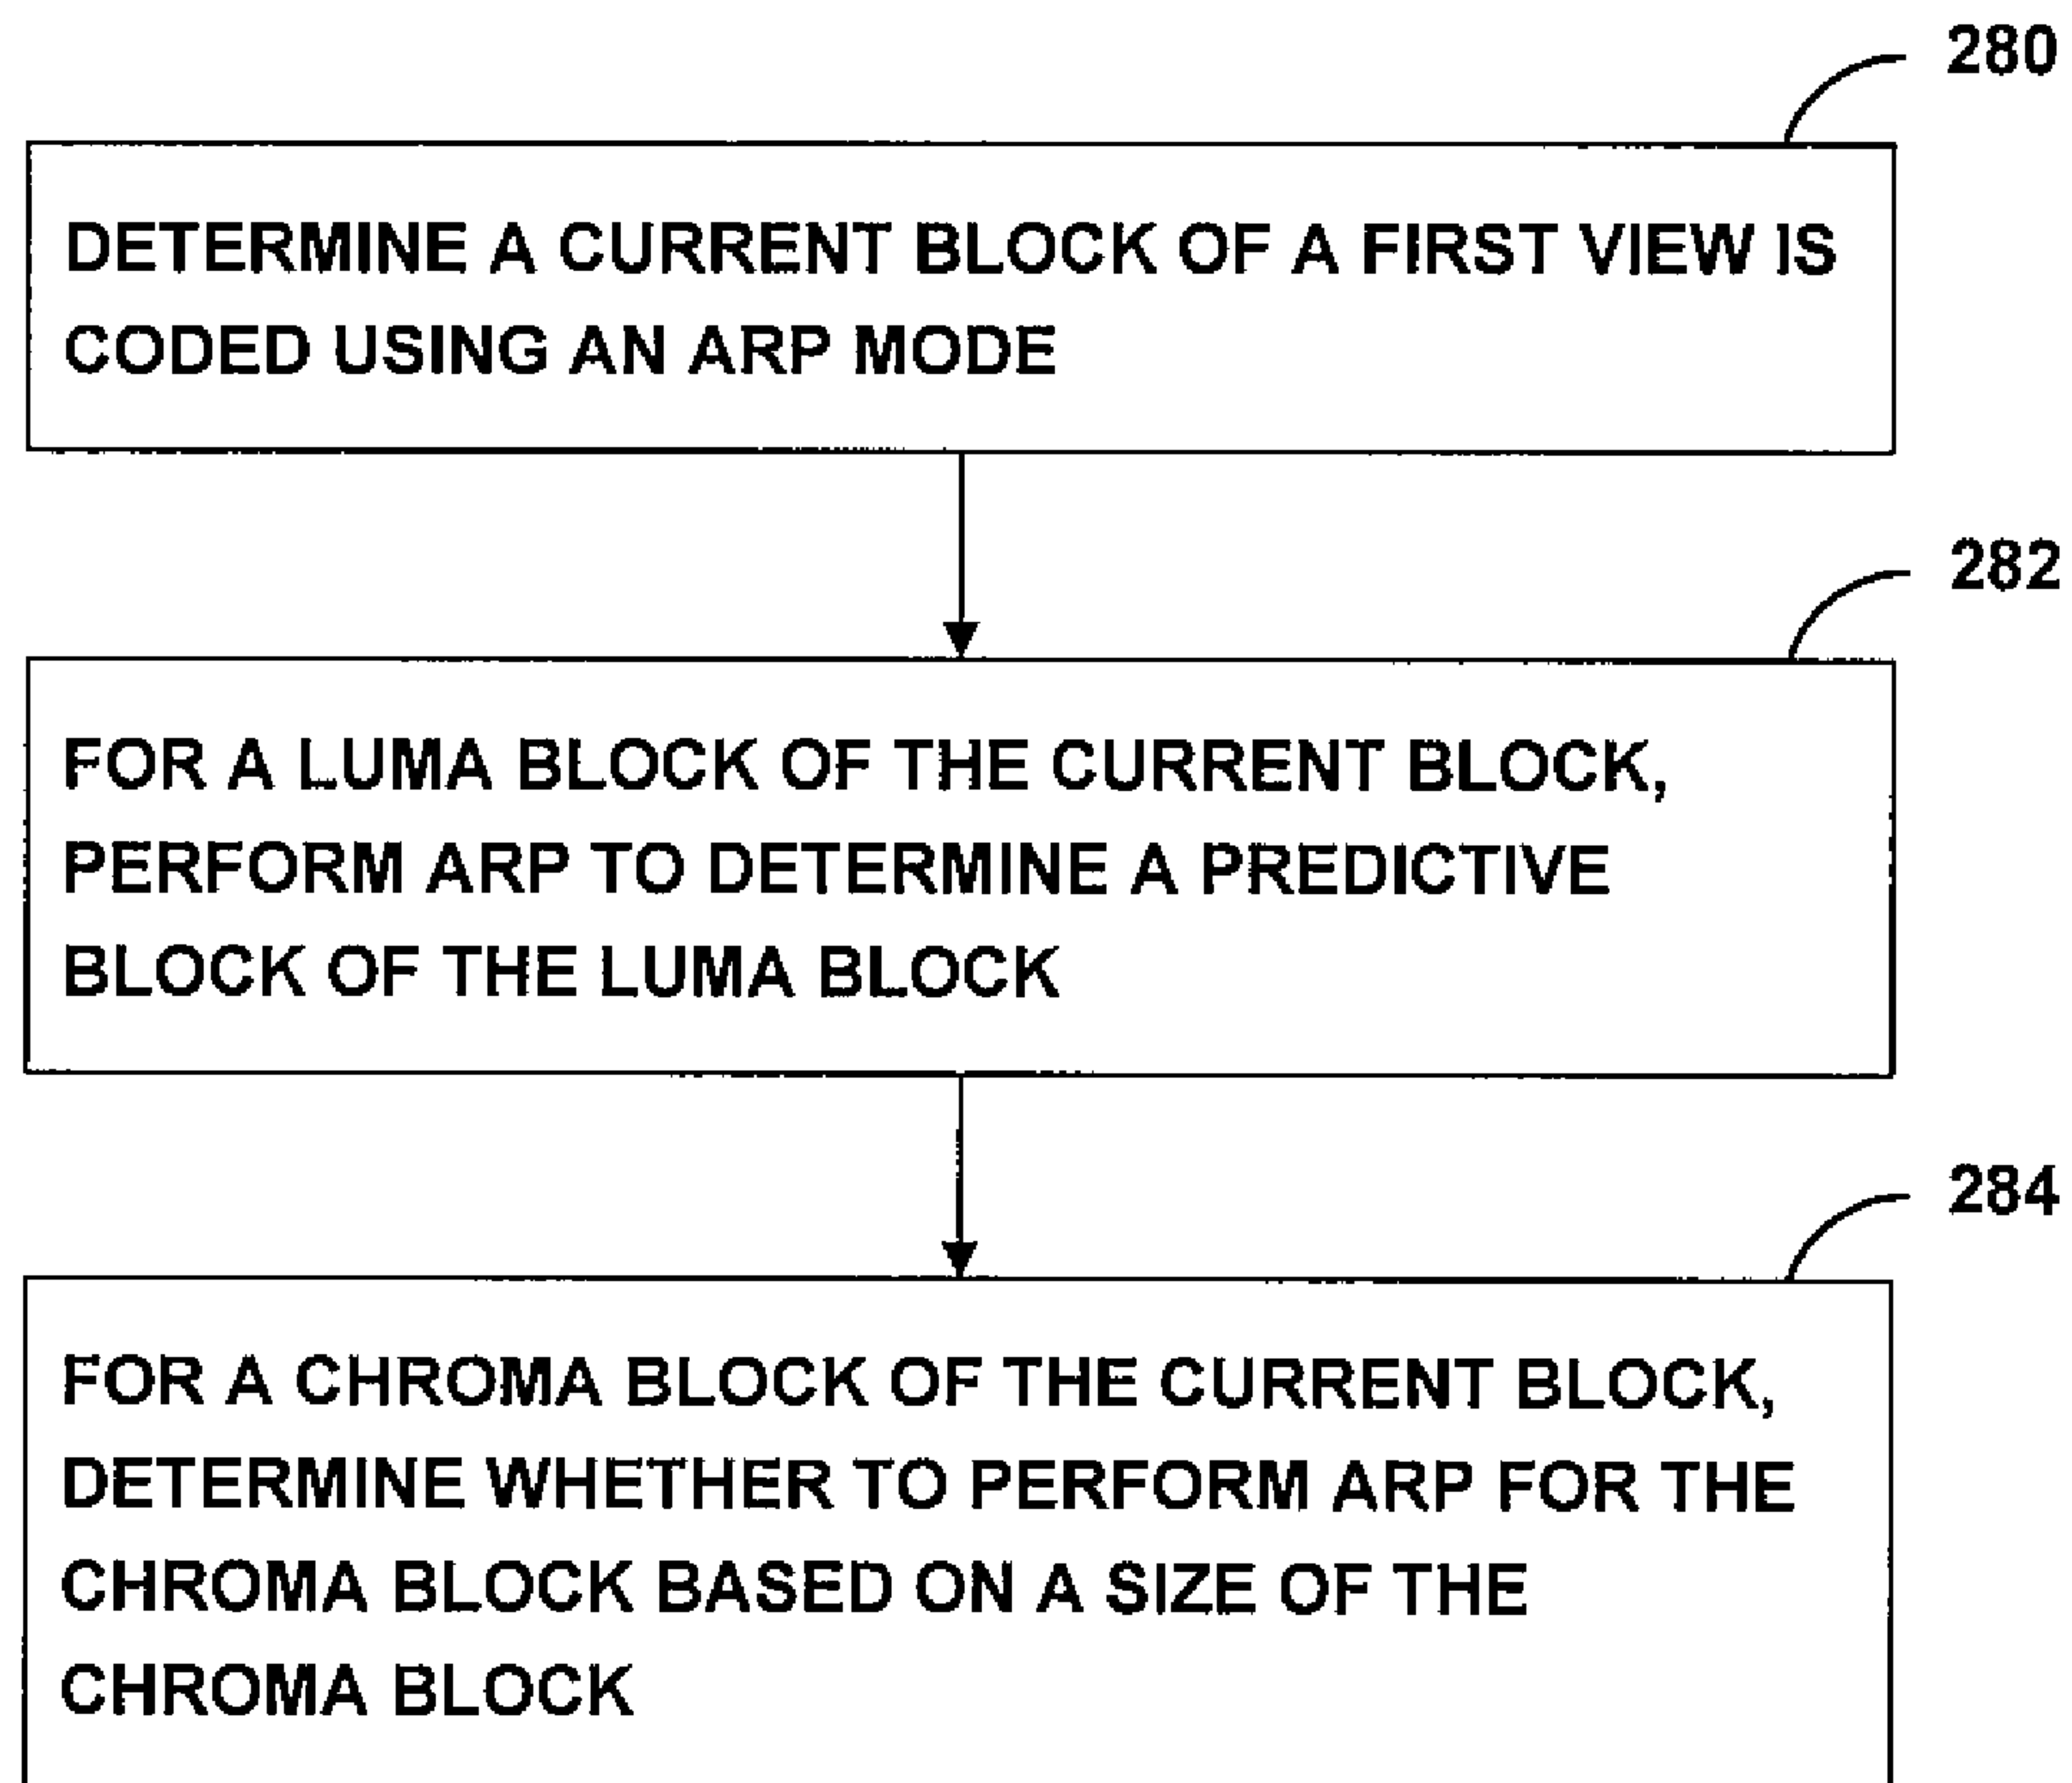 280
DETERMINE A CURRENT BLOCK OF A FIRST VIEW IS
CODED USING AN ARP MODE
282
FOR A LUMA BLOCK OF THE CURRENT BLOCK,
PERFORM ARP TO DETERMINE A PREDICTIVE
BLOCK OF THE LUMA BLOCK
284
FOR A CHROMA BLOCK OF THE CURRENT BLOCK,
DETERMINE WHETHER TO PERFORM ARP FOR THE
CHROMA BLOCK BASED ON A SIZE OF THE
CHROMA BLOCK